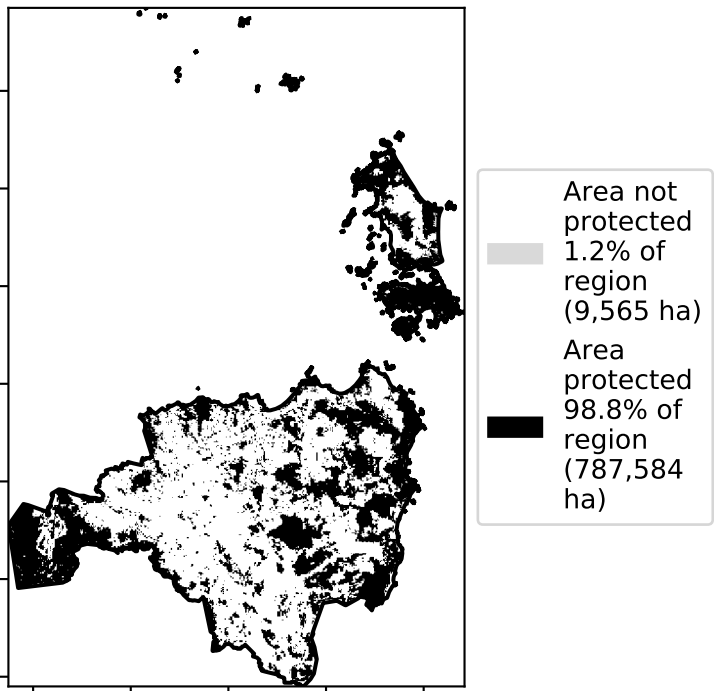 Area not
protected
1.2% of
region
(9,565 ha)
Area
protected
98.8% of
region
(787,584
ha)